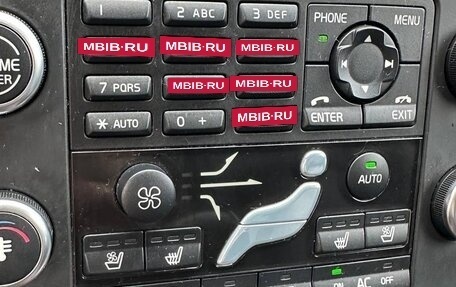 1 2 ABC 3 DEF PHONE MENU
MBIB·RU MBIB·RU MBIB·RU
7 PQRS MBIB·RU MBIB·RU
* AUTO 0 + MBIB·RU ENTER EXIT
AUTO
ON AC OFF